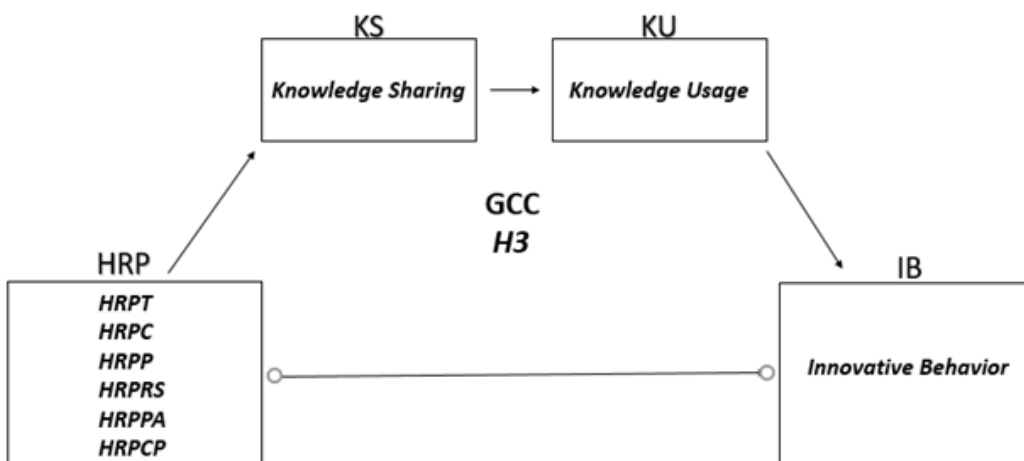 KS
KU
Knowledge Sharing
Knowledge Usage
GCC
H3
HRP
IB
HRPT
HRPC
HRPP
HRPRS
HRPPA
HRPCP
Innovative Behavior